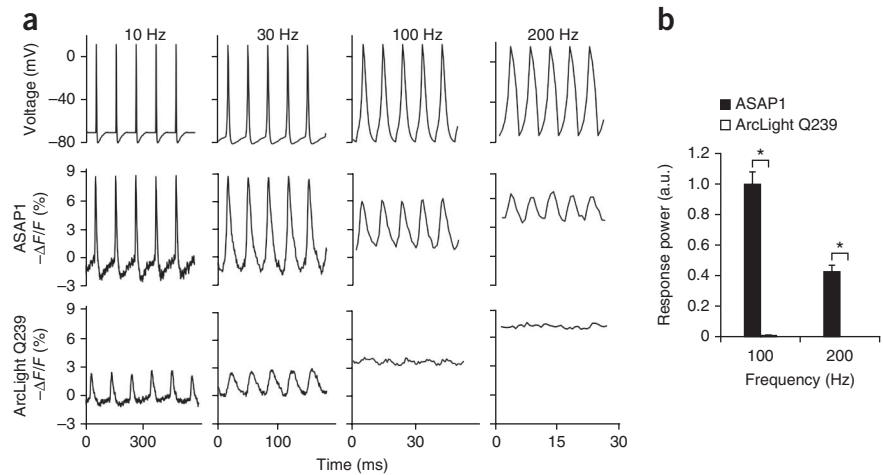 a
10 Hz
30 Hz
100 Hz
200 Hz
Voltage (mV)
0
−40
−80
ASAP1
−ΔF/F (%)
9
6
3
0
−3
ArcLight Q239
−ΔF/F (%)
9
6
3
0
−3
0
300
0
100
0
30
0
15
30
Time (ms)
b
ASAP1
ArcLight Q239
Response power (a.u.)
1.2
1.0
0.8
0.6
0.4
0.2
0
*
*
100
200
Frequency (Hz)